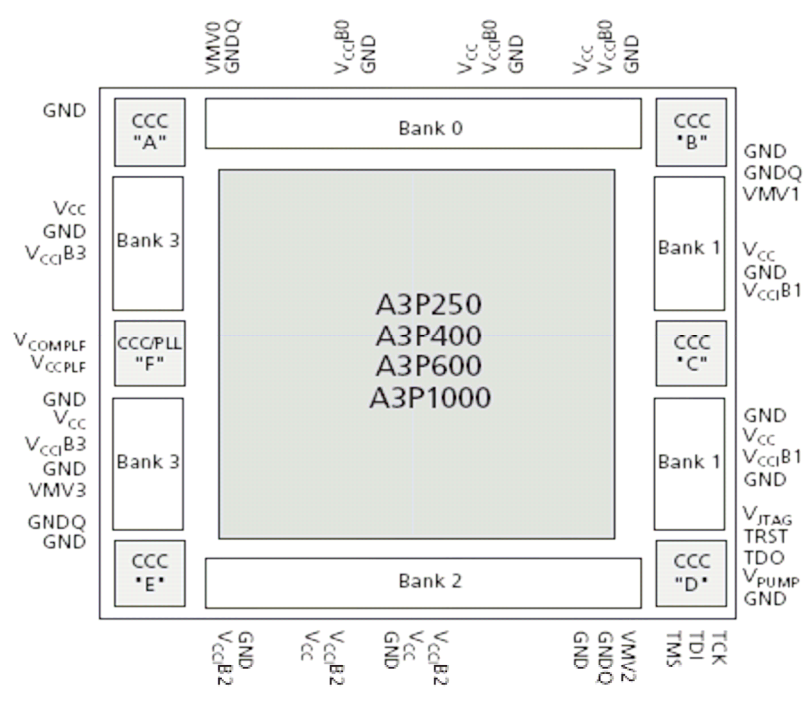 VMV0
GNDQ
VCCIB0
GND
VCC
VCCIB0
GND
VCC
VCCIB0
GND
GND
CCC
"A"
Bank 0
CCC
"B"
GND
GNDQ
VMV1
VCC
GND
VCCIB3
Bank 3
Bank 1
VCC
GND
VCCIB1
A3P250
A3P400
A3P600
A3P1000
VCOMPLF
VCCPLF
CCC/PLL
"F"
CCC
"C"
GND
VCC
VCCIB3
GND
VMV3
Bank 3
Bank 1
GND
VCC
VCCIB1
GND
GNDQ
GND
VJTAG
TRST
TDO
VPUMP
GND
CCC
"E"
Bank 2
CCC
"D"
VCCIB2
GND
VCC
VCCIB2
GND
VCC
VCCIB2
GND
GNDQ
VMV2
TMS
TDI
TCK